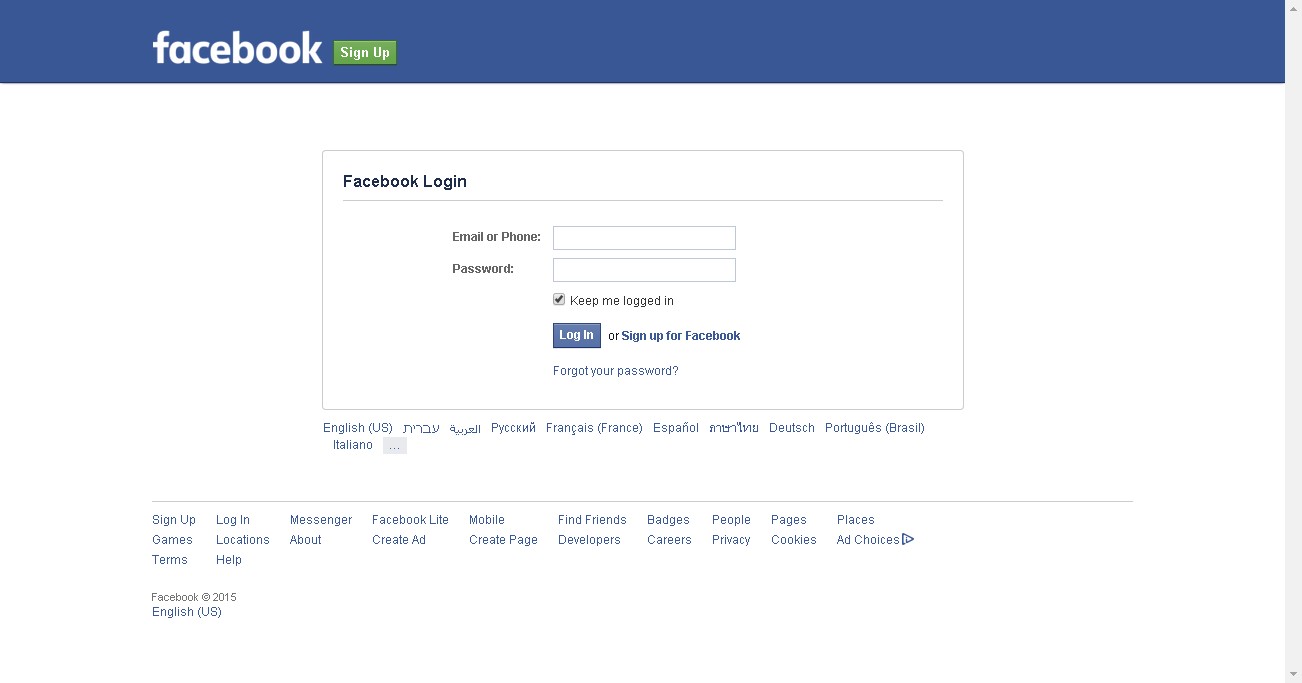 facebook Sign Up
Facebook Login
Email or Phone:
Password:
Keep me logged in
Log In or Sign up for Facebook
Forgot your password?
English (US) עברית العربية Русский Français (France) Español ภาษาไทย Deutsch Português (Brasil)
Italiano ...
Sign Up Log In Messenger Facebook Lite Mobile Find Friends Badges People Pages Places
Games Locations About Create Ad Create Page Developers Careers Privacy Cookies Ad Choices
Terms Help
Facebook © 2015
English (US)